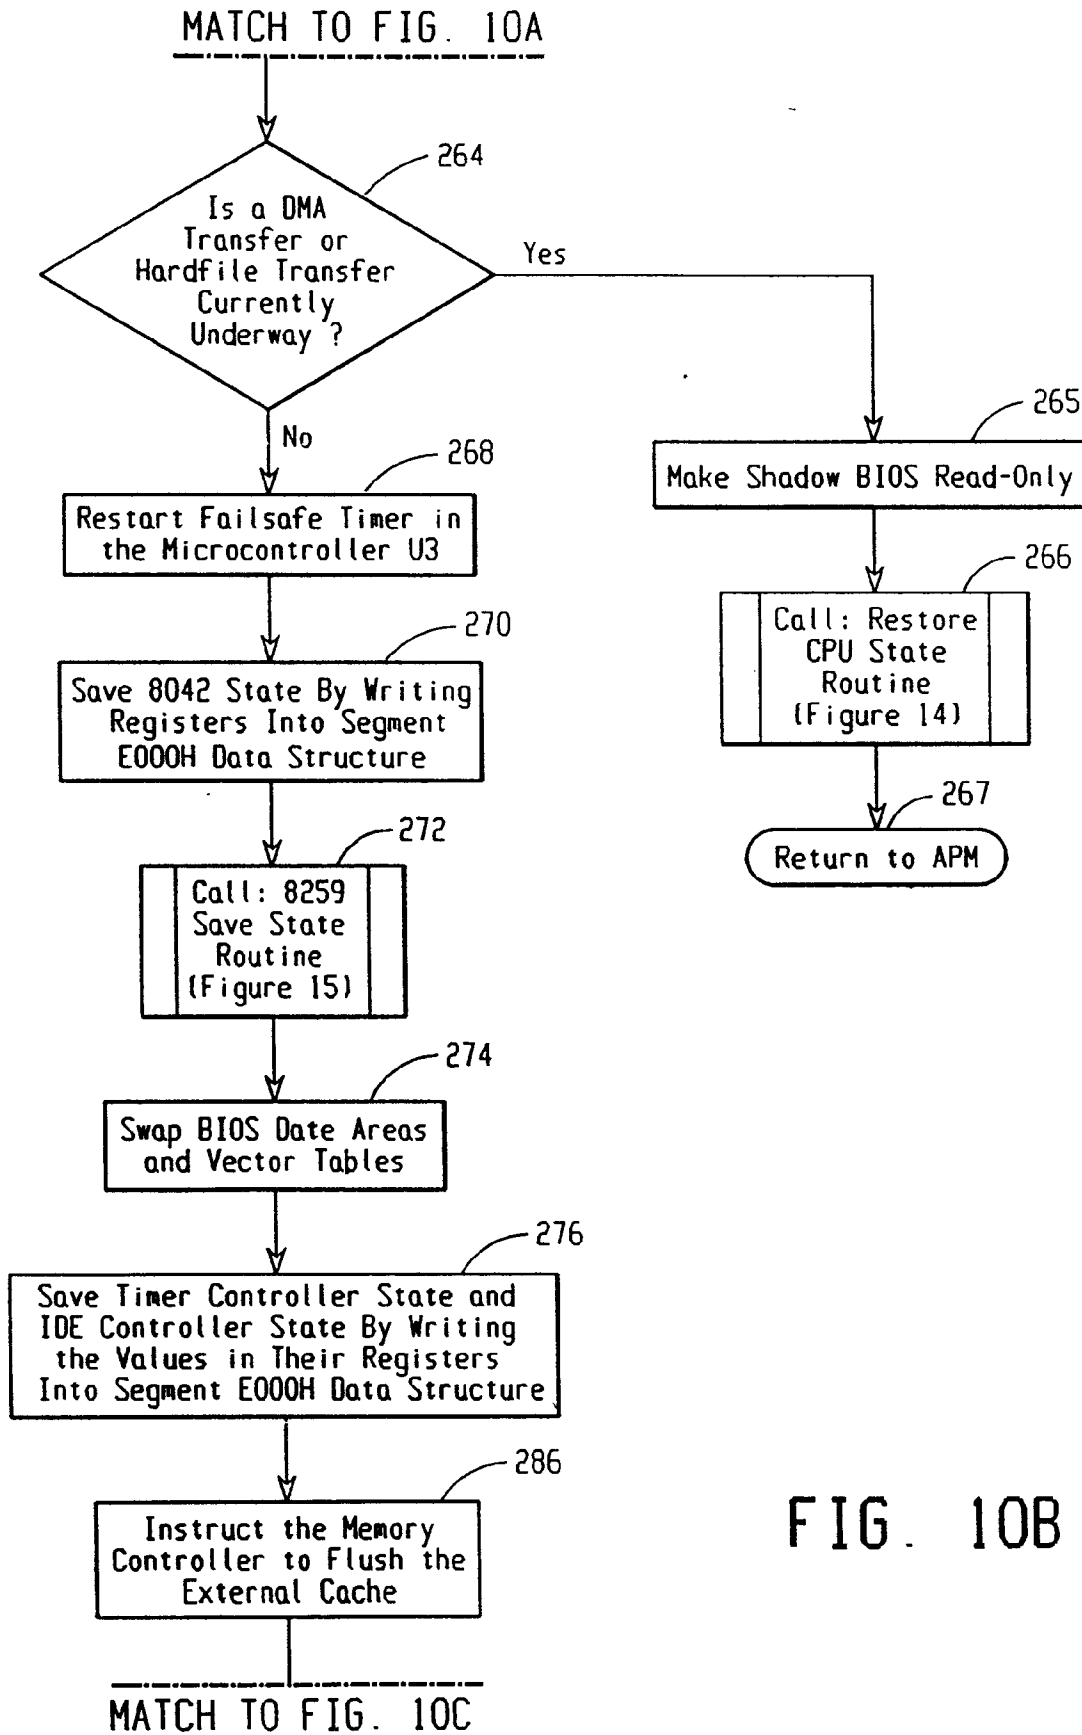 MATCH TO FIG. 10A
264
Is a DMA
Transfer or
Hardfile Transfer
Currently
Underway ?
Yes
No
265
Make Shadow BIOS Read-Only
268
Restart Failsafe Timer in
the Microcontroller U3
266
Call: Restore
CPU State
Routine
(Figure 14)
270
Save 8042 State By Writing
Registers Into Segment
E000H Data Structure
267
Return to APM
272
Call: 8259
Save State
Routine
(Figure 15)
274
Swap BIOS Date Areas
and Vector Tables
276
Save Timer Controller State and
IDE Controller State By Writing
the Values in Their Registers
Into Segment E000H Data Structure
286
Instruct the Memory
Controller to Flush the
External Cache
FIG. 10B
MATCH TO FIG. 10C